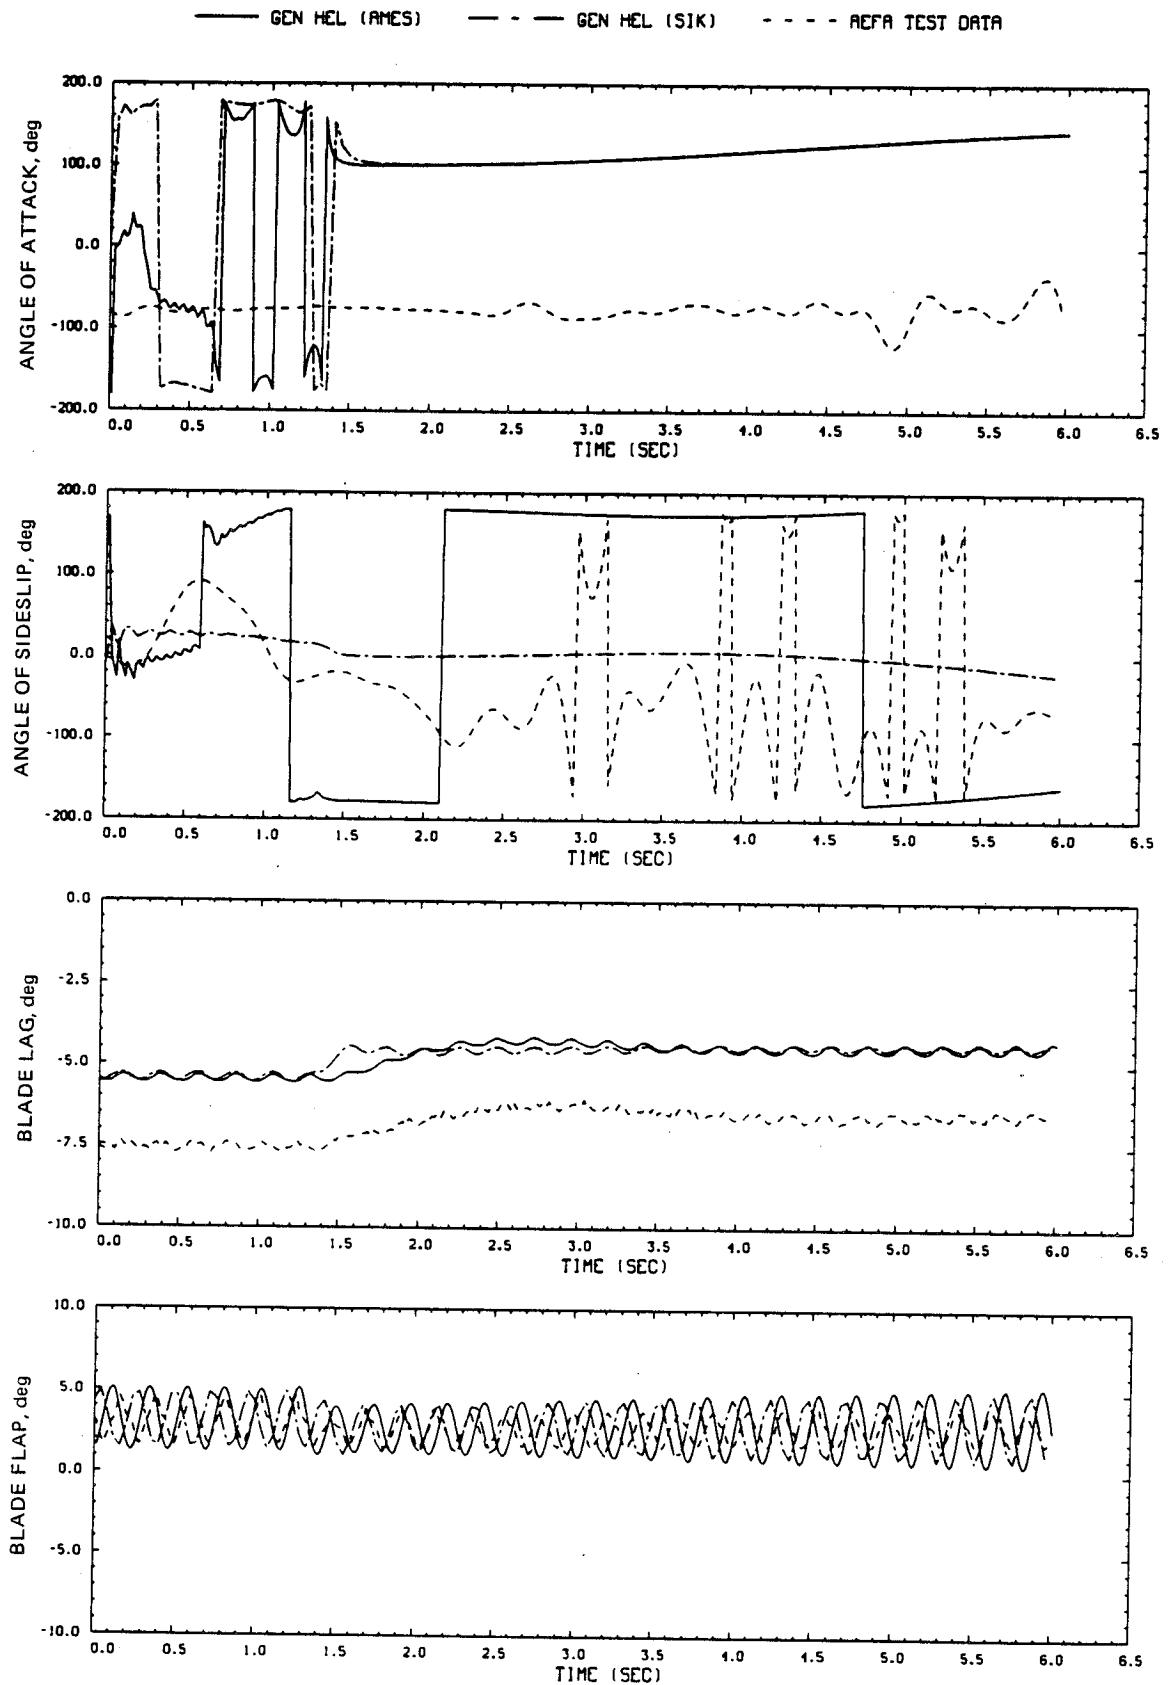 GEN HEL (AMES) GEN HEL (SIK) AEFA TEST DATA
200.0
100.0
0.0
-100.0
-200.0
ANGLE OF ATTACK, deg
0.0 0.5 1.0 1.5 2.0 2.5 3.0 3.5 4.0 4.5 5.0 5.5 6.0 6.5
TIME (SEC)
200.0
100.0
0.0
-100.0
-200.0
ANGLE OF SIDESLIP, deg
0.0 0.5 1.0 1.5 2.0 2.5 3.0 3.5 4.0 4.5 5.0 5.5 6.0 6.5
TIME (SEC)
0.0
-2.5
-5.0
-7.5
-10.0
BLADE LAG, deg
0.0 0.5 1.0 1.5 2.0 2.5 3.0 3.5 4.0 4.5 5.0 5.5 6.0 6.5
TIME (SEC)
10.0
5.0
0.0
-5.0
-10.0
BLADE FLAP, deg
0.0 0.5 1.0 1.5 2.0 2.5 3.0 3.5 4.0 4.5 5.0 5.5 6.0 6.5
TIME (SEC)